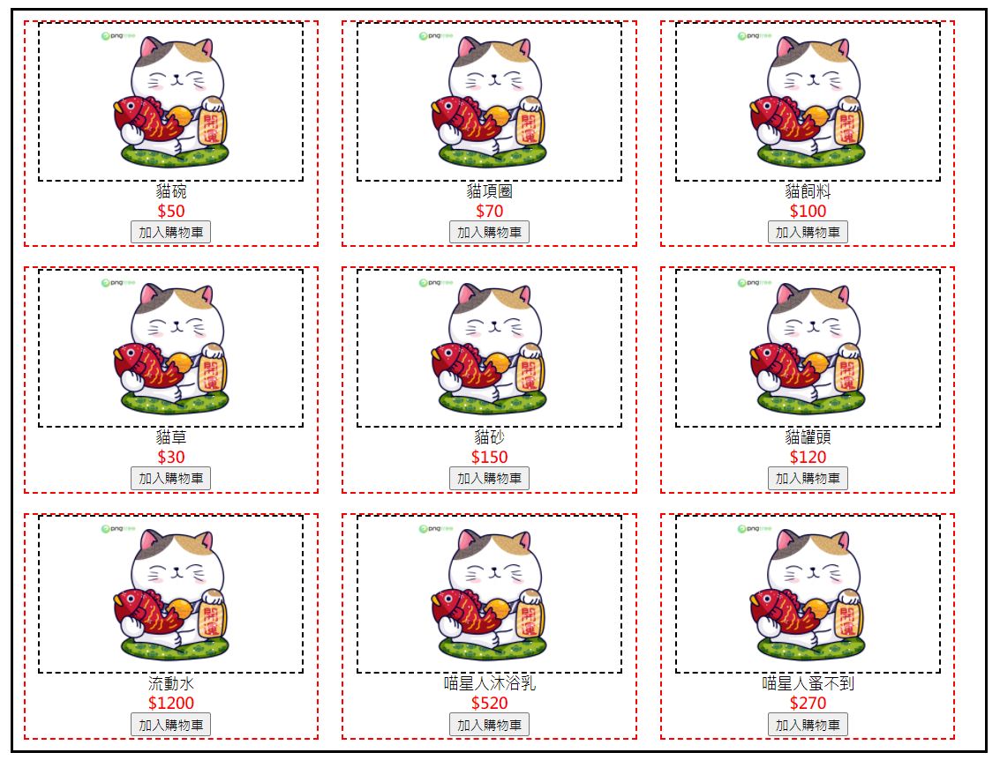 pngtree
pngtree
pngtree
開運
開運
開運
貓碗
貓項圈
貓飼料
$50
$70
$100
加入購物車
加入購物車
加入購物車
pngtree
pngtree
pngtree
開運
開運
開運
貓草
貓砂
貓罐頭
$30
$150
$120
加入購物車
加入購物車
加入購物車
pngtree
pngtree
pngtree
開運
開運
開運
流動水
喵星人沐浴乳
喵星人蚤不到
$1200
$520
$270
加入購物車
加入購物車
加入購物車